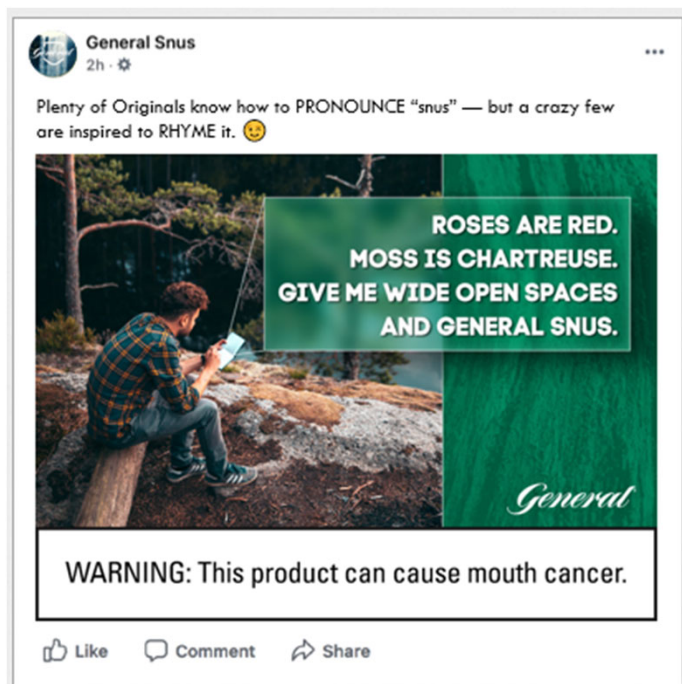 General Snus
2h ·
Plenty of Originals know how to PRONOUNCE “snus” — but a crazy few
are inspired to RHYME it. 😉
ROSES ARE RED.
MOSS IS CHARTREUSE.
GIVE ME WIDE OPEN SPACES
AND GENERAL SNUS.
General
WARNING: This product can cause mouth cancer.
Like Comment Share